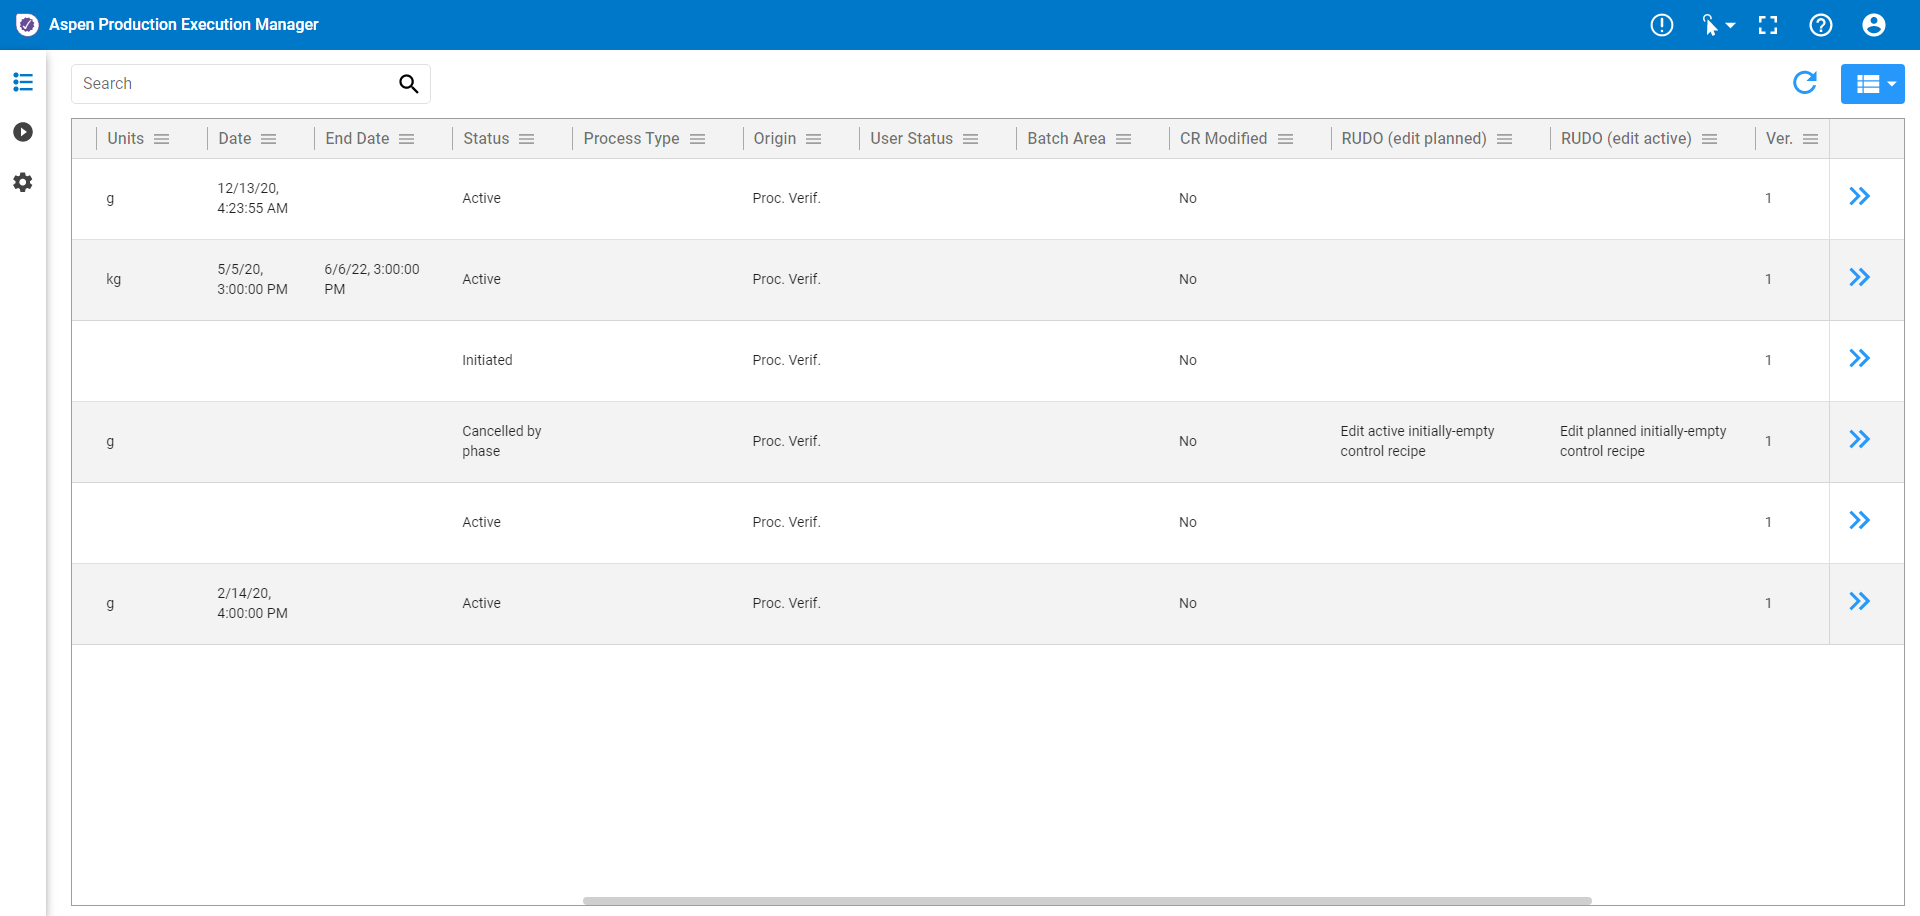 Aspen Production Execution Manager
Search
Units Date End Date Status Process Type Origin User Status Batch Area CR Modified RUDO (edit planned) RUDO (edit active) Ver.
g 12/13/20, 4:23:55 AM Active Proc. Verif. No 1
kg 5/5/20, 3:00:00 PM 6/6/22, 3:00:00 PM Active Proc. Verif. No 1
Initiated Proc. Verif. No 1
g Cancelled by phase Proc. Verif. No Edit active initially-empty control recipe Edit planned initially-empty control recipe 1
Active Proc. Verif. No 1
g 2/14/20, 4:00:00 PM Active Proc. Verif. No 1